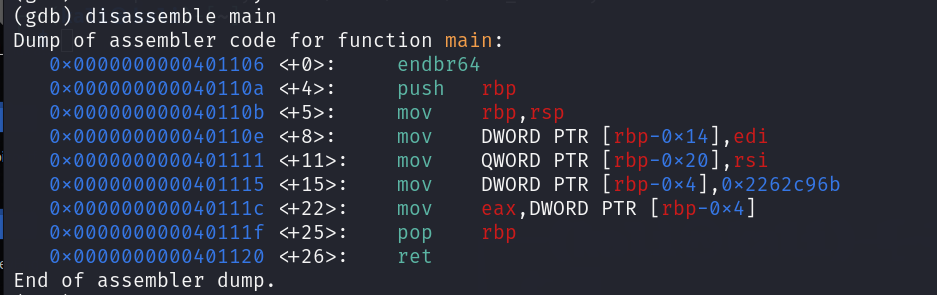 (gdb) disassemble main
Dump of assembler code for function main:
   0×0000000000401106 <+0>:     endbr64
   0×000000000040110a <+4>:     push   rbp
   0×000000000040110b <+5>:     mov    rbp,rsp
   0×000000000040110e <+8>:     mov    DWORD PTR [rbp-0×14],edi
   0×0000000000401111 <+11>:    mov    QWORD PTR [rbp-0×20],rsi
   0×0000000000401115 <+15>:    mov    DWORD PTR [rbp-0×4],0×2262c96b
   0×000000000040111c <+22>:    mov    eax,DWORD PTR [rbp-0×4]
   0×000000000040111f <+25>:    pop    rbp
   0×0000000000401120 <+26>:    ret
End of assembler dump.